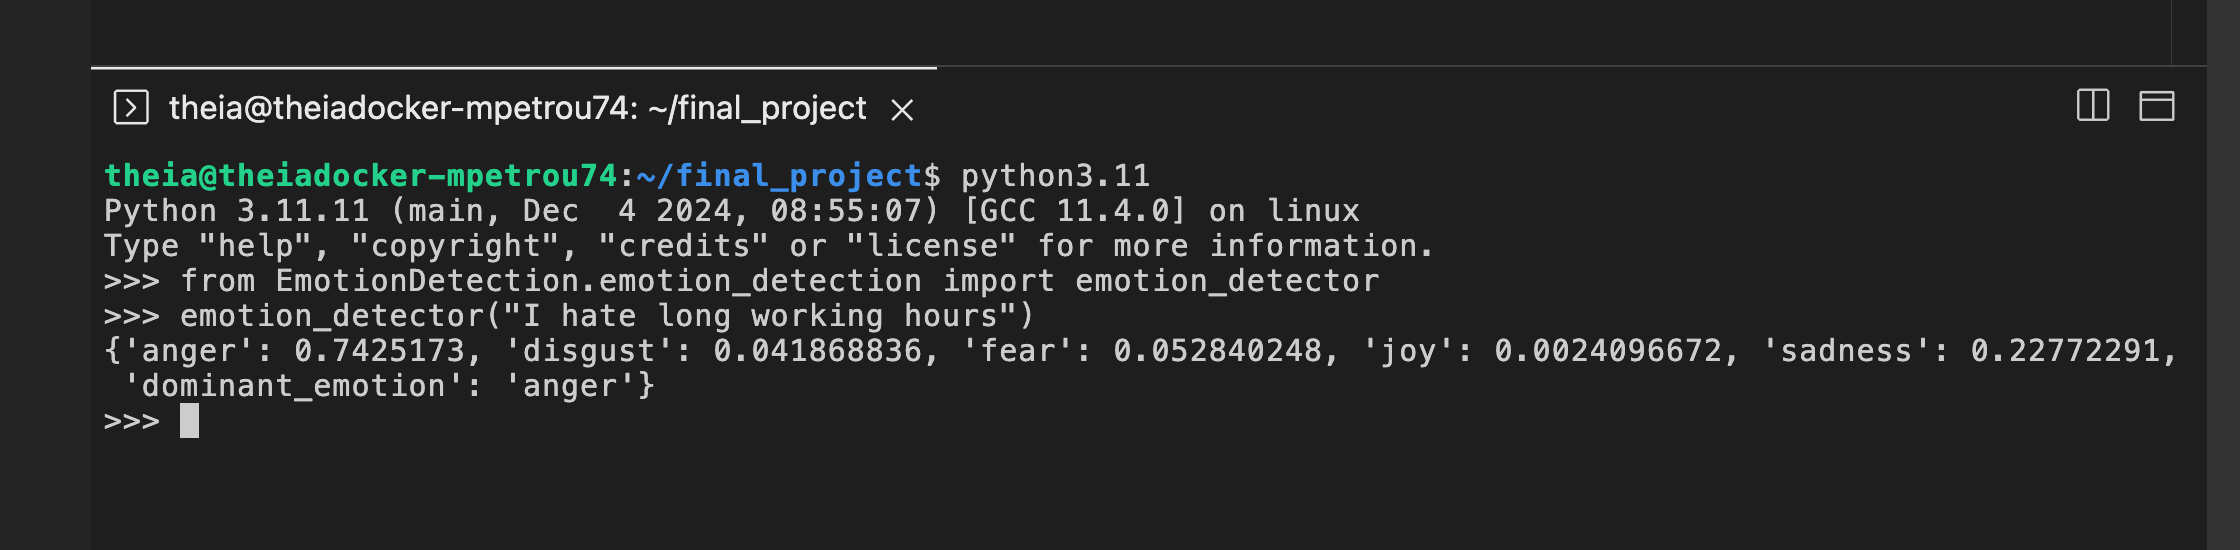 theia@theiadocker-mpetrou74: ~/final_project
theia@theiadocker-mpetrou74:~/final_project$ python3.11
Python 3.11.11 (main, Dec  4 2024, 08:55:07) [GCC 11.4.0] on linux
Type "help", "copyright", "credits" or "license" for more information.
>>> from EmotionDetection.emotion_detection import emotion_detector
>>> emotion_detector("I hate long working hours")
{'anger': 0.7425173, 'disgust': 0.041868836, 'fear': 0.052840248, 'joy': 0.0024096672, 'sadness': 0.22772291,
 'dominant_emotion': 'anger'}
>>>